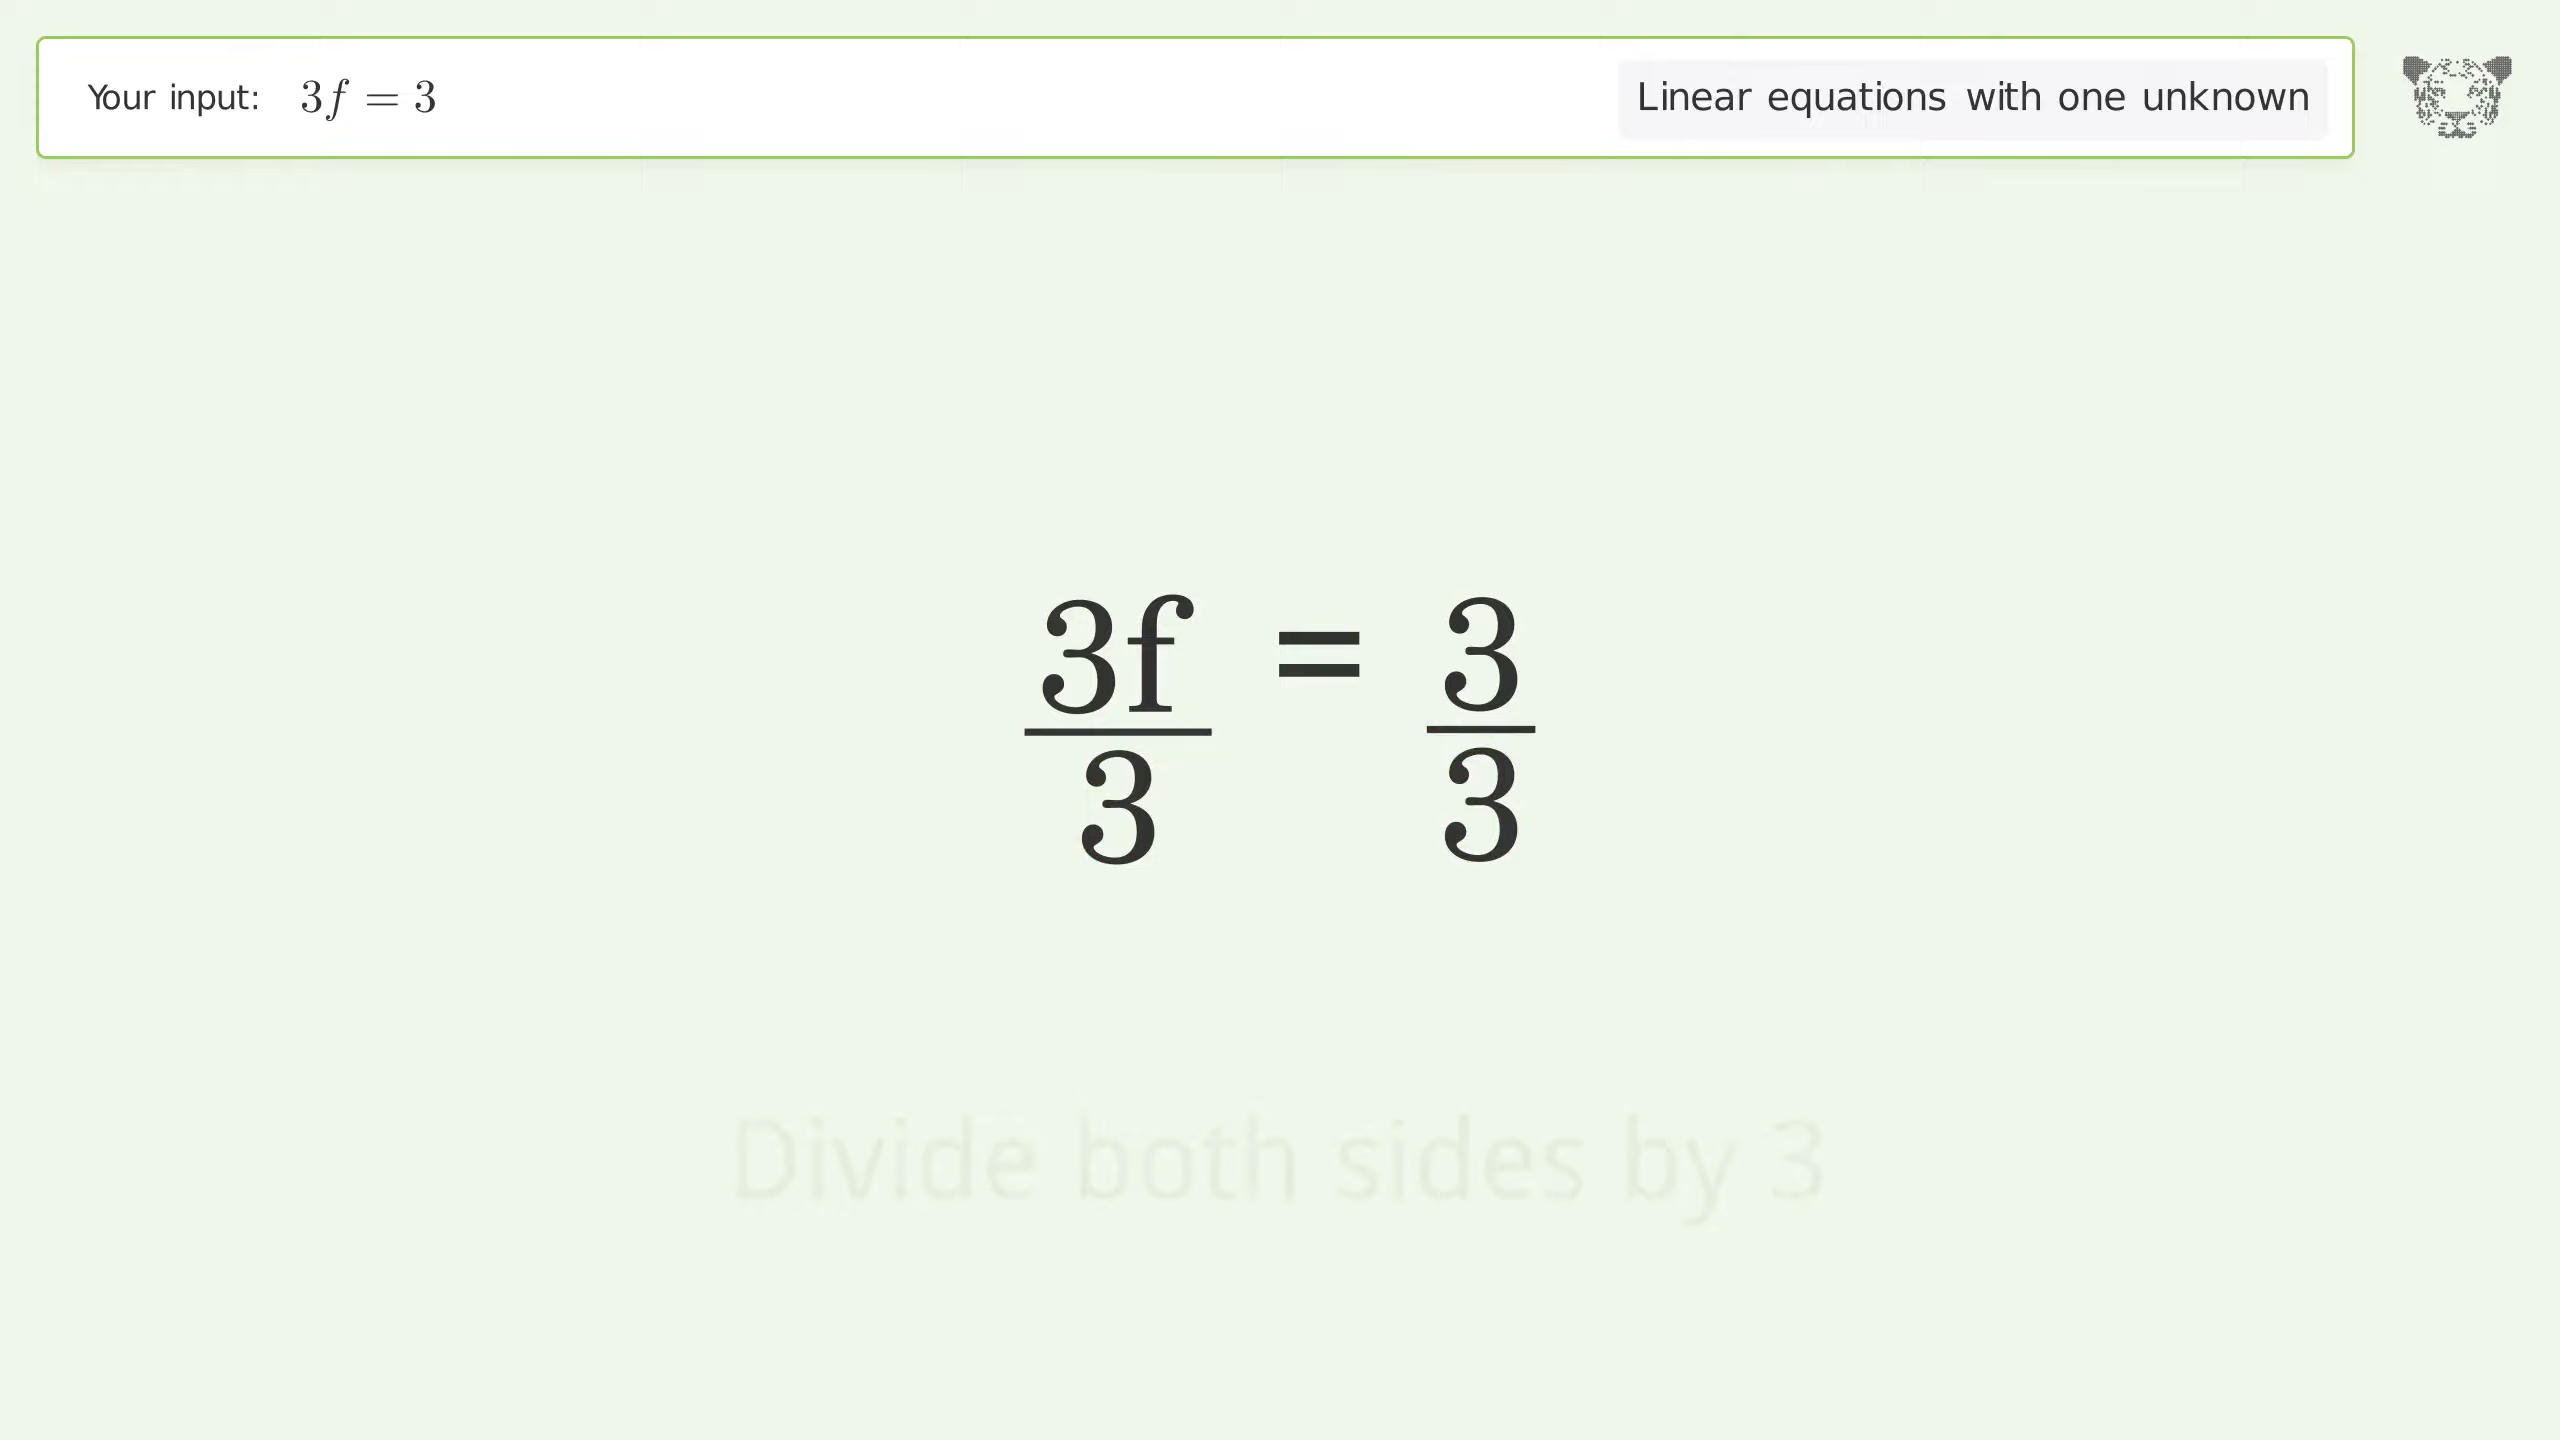 Your input: 3f = 3
Linear equations with one unknown
3f = 3
3 3
Divide both sides by 3